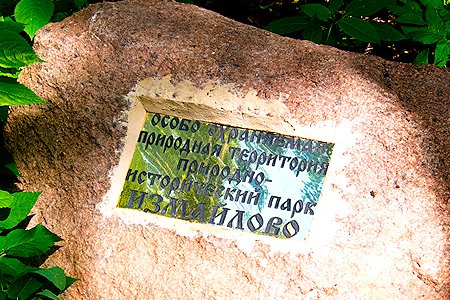 особо охраняемая
природная территория
природно-
исторический парк
измайлово